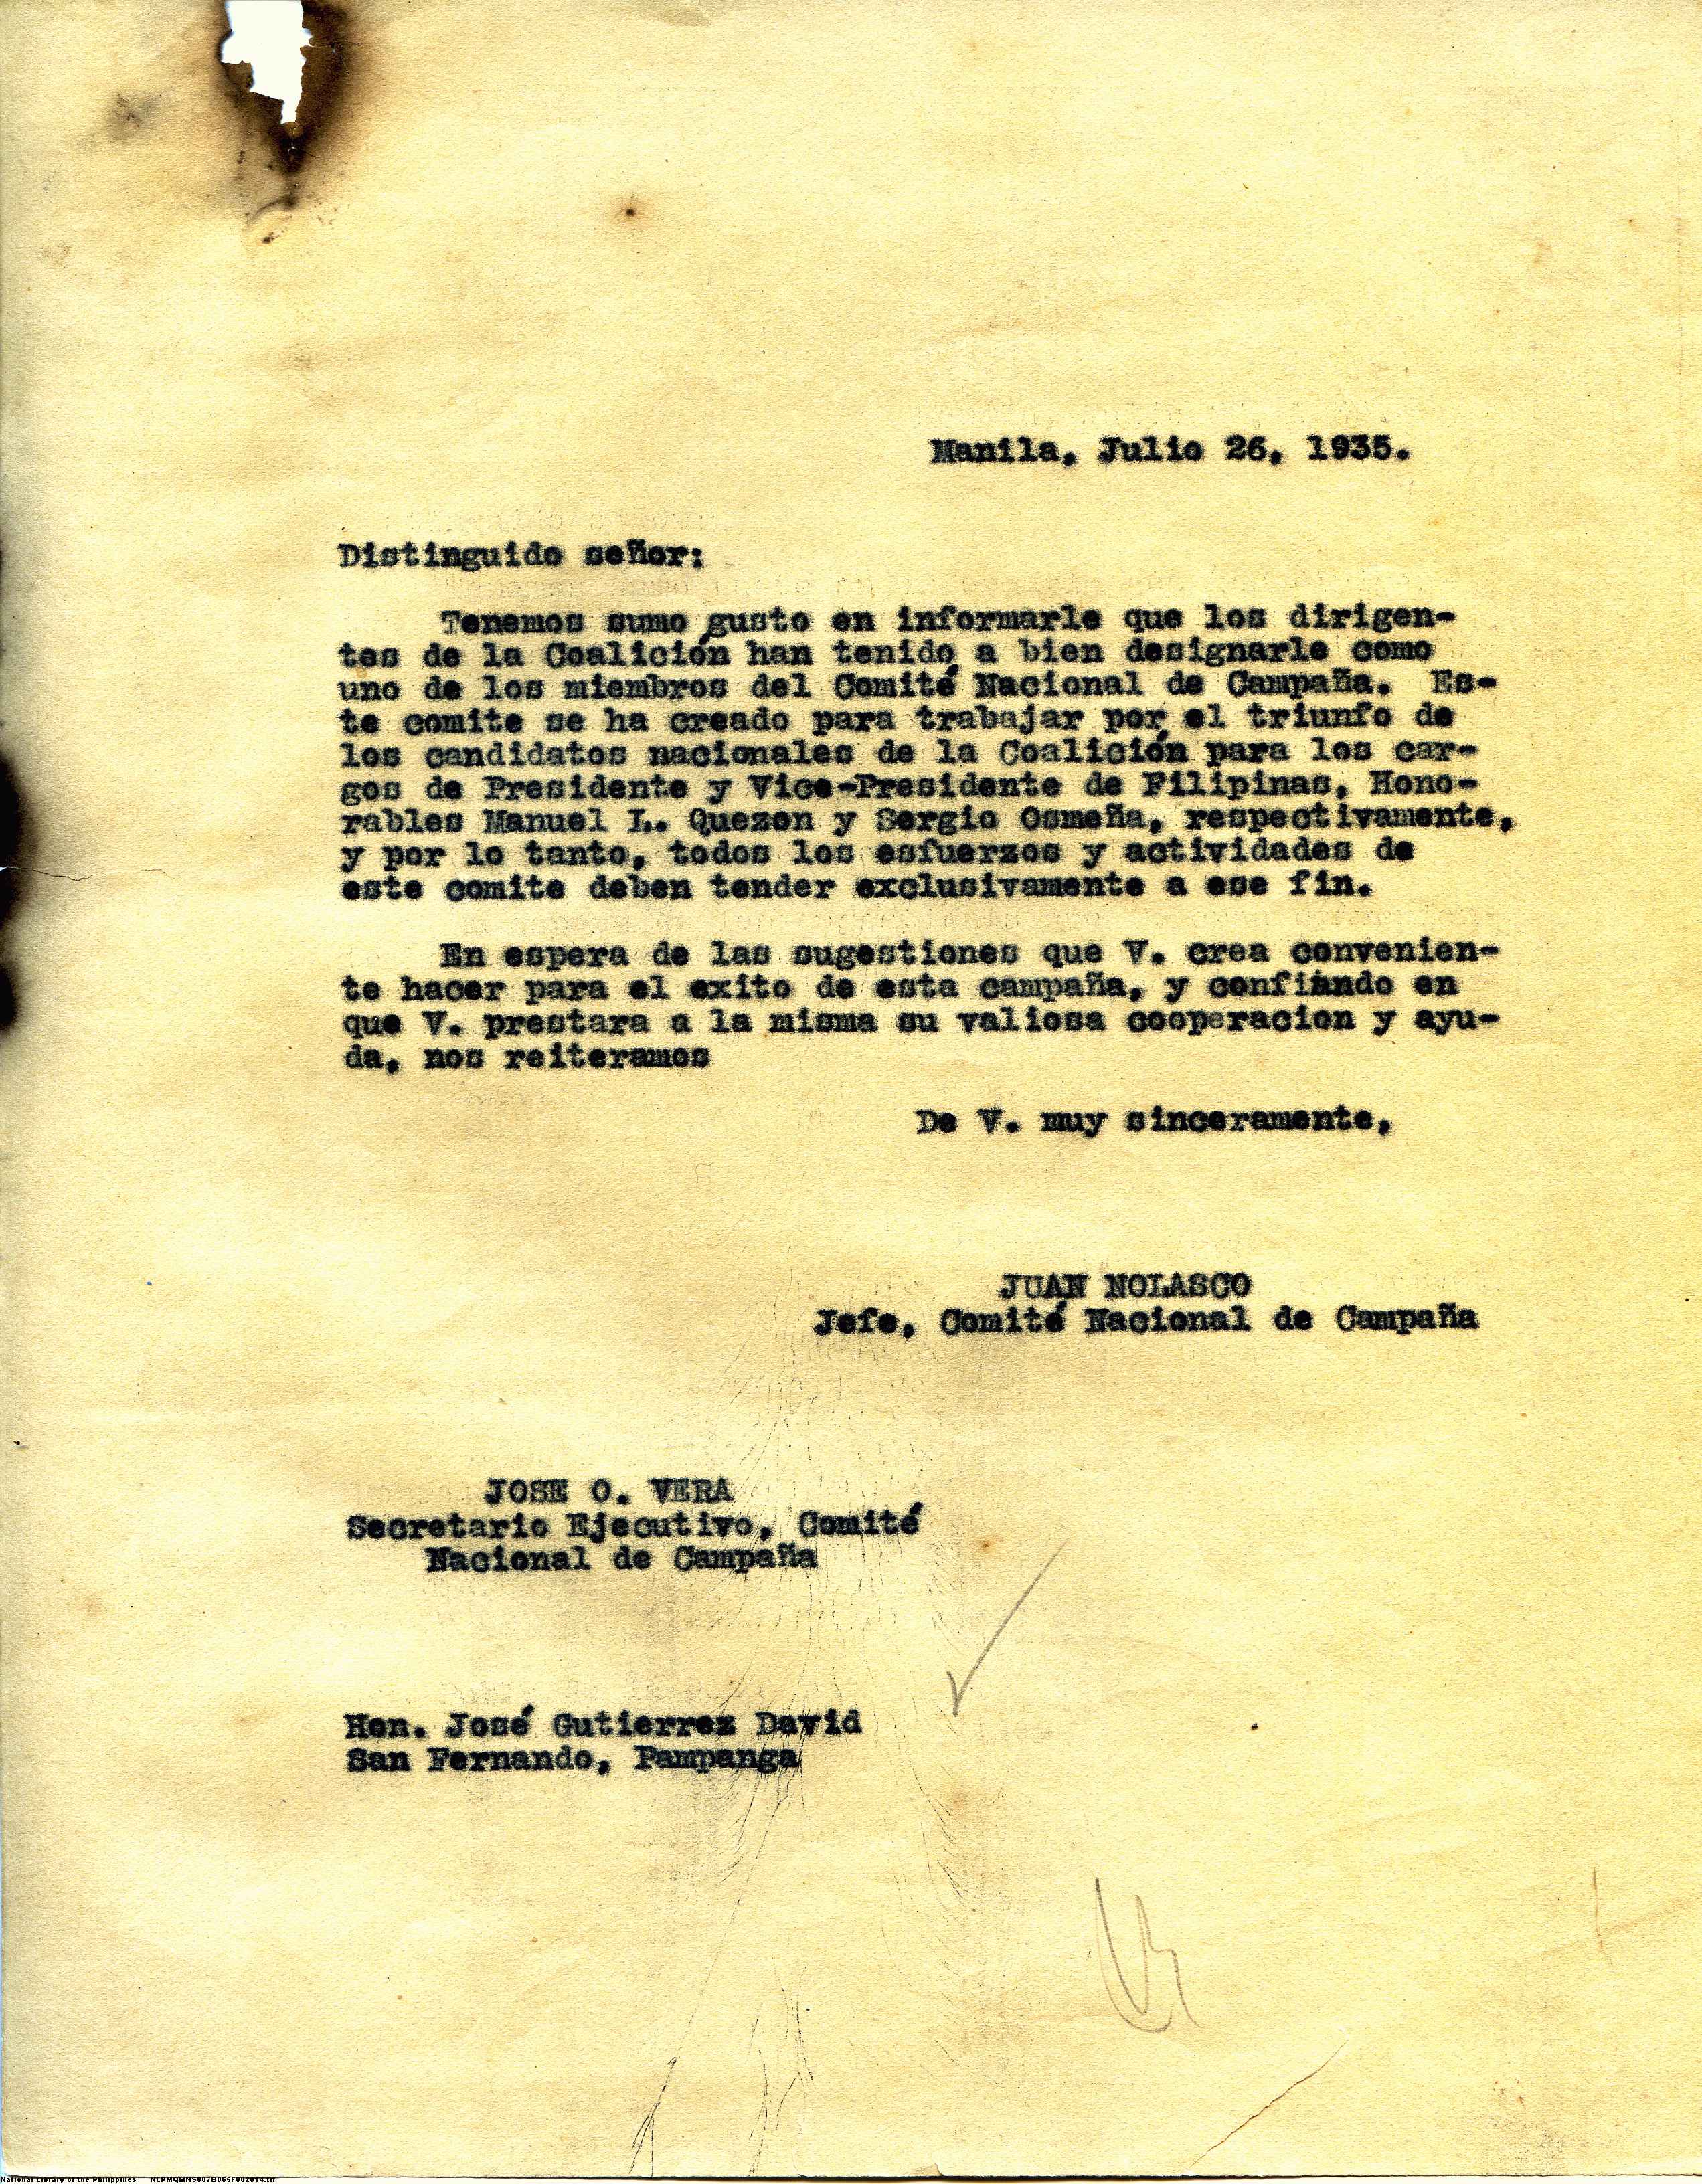 Manila, Julio 26, 1935.
Distinguido señor:
Tenemos sumo gusto en informarle que los dirigen-
tes de la Coalición han tenido a bien designarle como
uno de los miembros del Comité Nacional de Campaña. Es-
te comite se ha creado para trabajar por el triunfo de
los candidatos nacionales de la Coalición para los car-
gos de Presidente y Vice-Presidente de Filipinas, Hono-
rables Manuel L. Quezon y Sergio Osmeña, respectivamente,
y por lo tanto, todos los esfuerzos y actividades de
este comite deben tender exclusivamente a ese fin.
En espera de las sugestiones que V. crea convenien-
te hacer para el exito de esta campaña, y confiando en
que V. prestara a la misma su valiosa cooperacion y ayu-
da, nos reiteramos
De V. muy sinceramente,
JUAN NOLASCO
Jefe, Comité Nacional de Campaña
JOSE O. VERA
Secretario Ejecutivo, Comité
Nacional de Campaña
Hon. José Gutierrez David
San Fernando, Pampanga
National Library of the Philippines